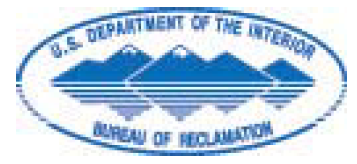 U.S. DEPARTMENT OF THE INTERIOR
BUREAU OF RECLAMATION